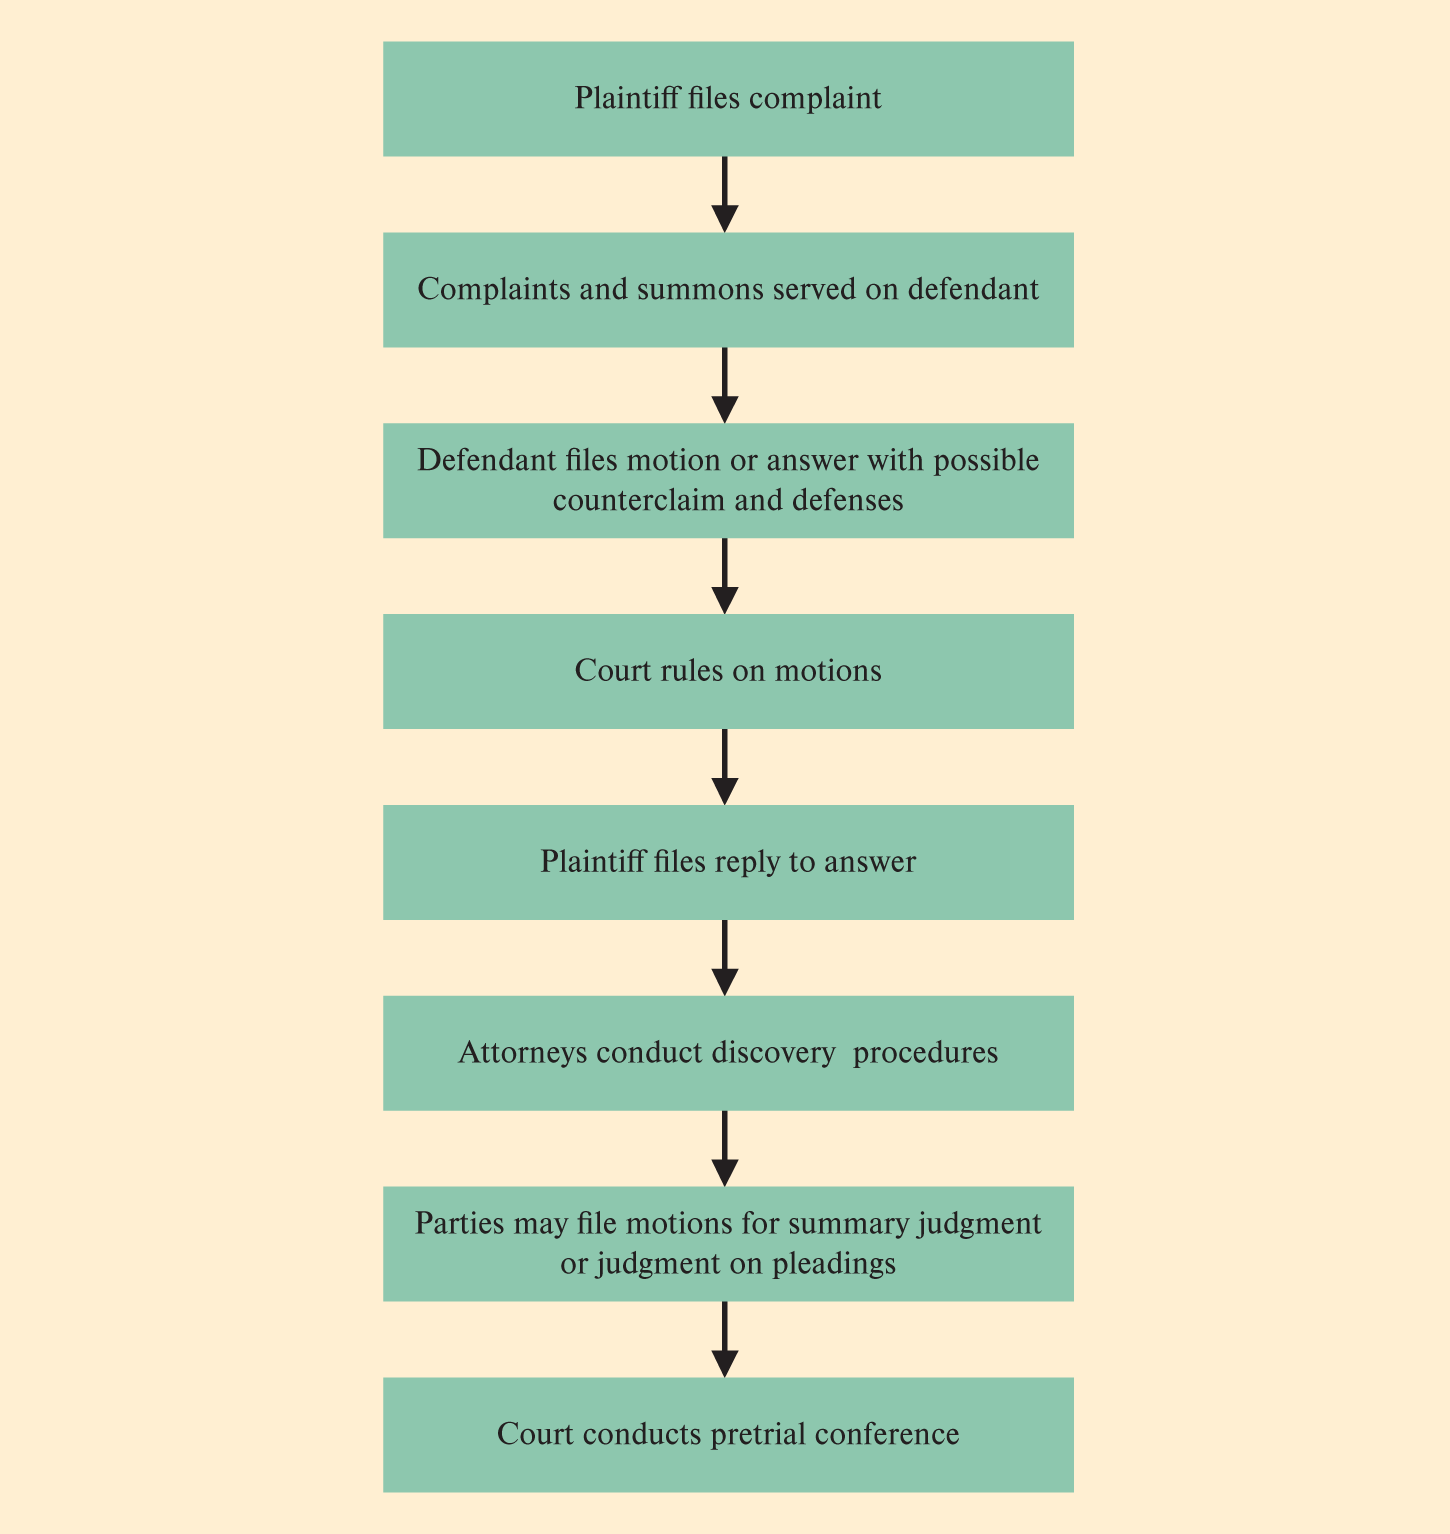 Plaintiff files complaint
Complaints and summons served on defendant
Defendant files motion or answer with possible
counterclaim and defenses
Court rules on motions
Plaintiff files reply to answer
Attorneys conduct discovery  procedures
Parties may file motions for summary judgment
or judgment on pleadings
Court conducts pretrial conference